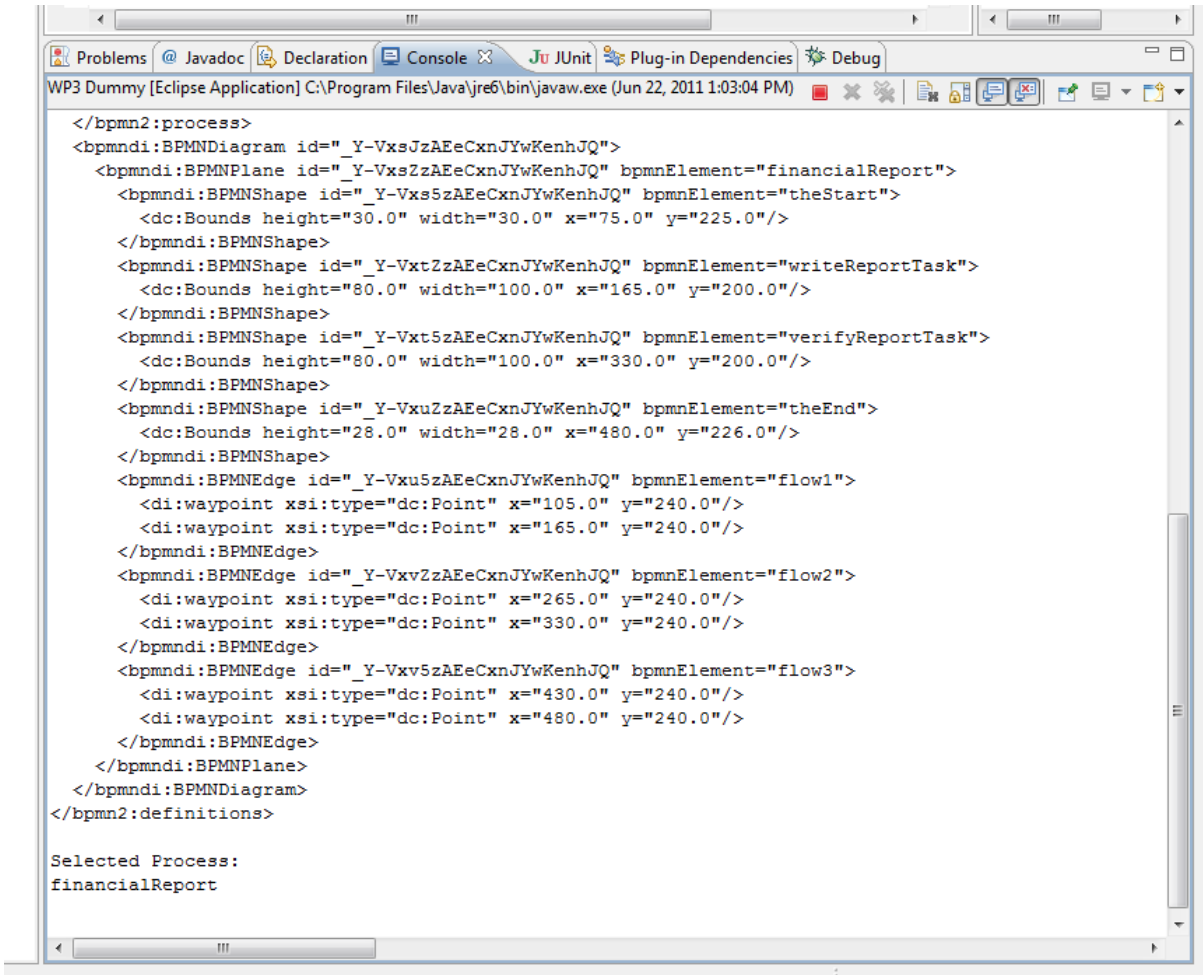 Problems @ Javadoc Declaration Console Ju JUnit Plug-in Dependencies Debug
WP3 Dummy [Eclipse Application] C:\Program Files\Java\jre6\bin\javaw.exe (Jun 22, 2011 1:03:04 PM)
  </bpmn2:process>
  <bpmndi:BPMNDiagram id="_Y-VxsJzAEeCxnJYwKenhJQ">
    <bpmndi:BPMNPlane id="_Y-VxsZzAEeCxnJYwKenhJQ" bpmnElement="financialReport">
      <bpmndi:BPMNShape id="_Y-Vxs5zAEeCxnJYwKenhJQ" bpmnElement="theStart">
        <dc:Bounds height="30.0" width="30.0" x="75.0" y="225.0"/>
      </bpmndi:BPMNShape>
      <bpmndi:BPMNShape id="_Y-VxtZzAEeCxnJYwKenhJQ" bpmnElement="writeReportTask">
        <dc:Bounds height="80.0" width="100.0" x="165.0" y="200.0"/>
      </bpmndi:BPMNShape>
      <bpmndi:BPMNShape id="_Y-Vxt5zAEeCxnJYwKenhJQ" bpmnElement="verifyReportTask">
        <dc:Bounds height="80.0" width="100.0" x="330.0" y="200.0"/>
      </bpmndi:BPMNShape>
      <bpmndi:BPMNShape id="_Y-VxuZzAEeCxnJYwKenhJQ" bpmnElement="theEnd">
        <dc:Bounds height="28.0" width="28.0" x="480.0" y="226.0"/>
      </bpmndi:BPMNShape>
      <bpmndi:BPMNEdge id="_Y-Vxu5zAEeCxnJYwKenhJQ" bpmnElement="flow1">
        <di:waypoint xsi:type="dc:Point" x="105.0" y="240.0"/>
        <di:waypoint xsi:type="dc:Point" x="165.0" y="240.0"/>
      </bpmndi:BPMNEdge>
      <bpmndi:BPMNEdge id="_Y-VxvZzAEeCxnJYwKenhJQ" bpmnElement="flow2">
        <di:waypoint xsi:type="dc:Point" x="265.0" y="240.0"/>
        <di:waypoint xsi:type="dc:Point" x="330.0" y="240.0"/>
      </bpmndi:BPMNEdge>
      <bpmndi:BPMNEdge id="_Y-Vxv5zAEeCxnJYwKenhJQ" bpmnElement="flow3">
        <di:waypoint xsi:type="dc:Point" x="430.0" y="240.0"/>
        <di:waypoint xsi:type="dc:Point" x="480.0" y="240.0"/>
      </bpmndi:BPMNEdge>
    </bpmndi:BPMNPlane>
  </bpmndi:BPMNDiagram>
</bpmn2:definitions>
Selected Process:
financialReport